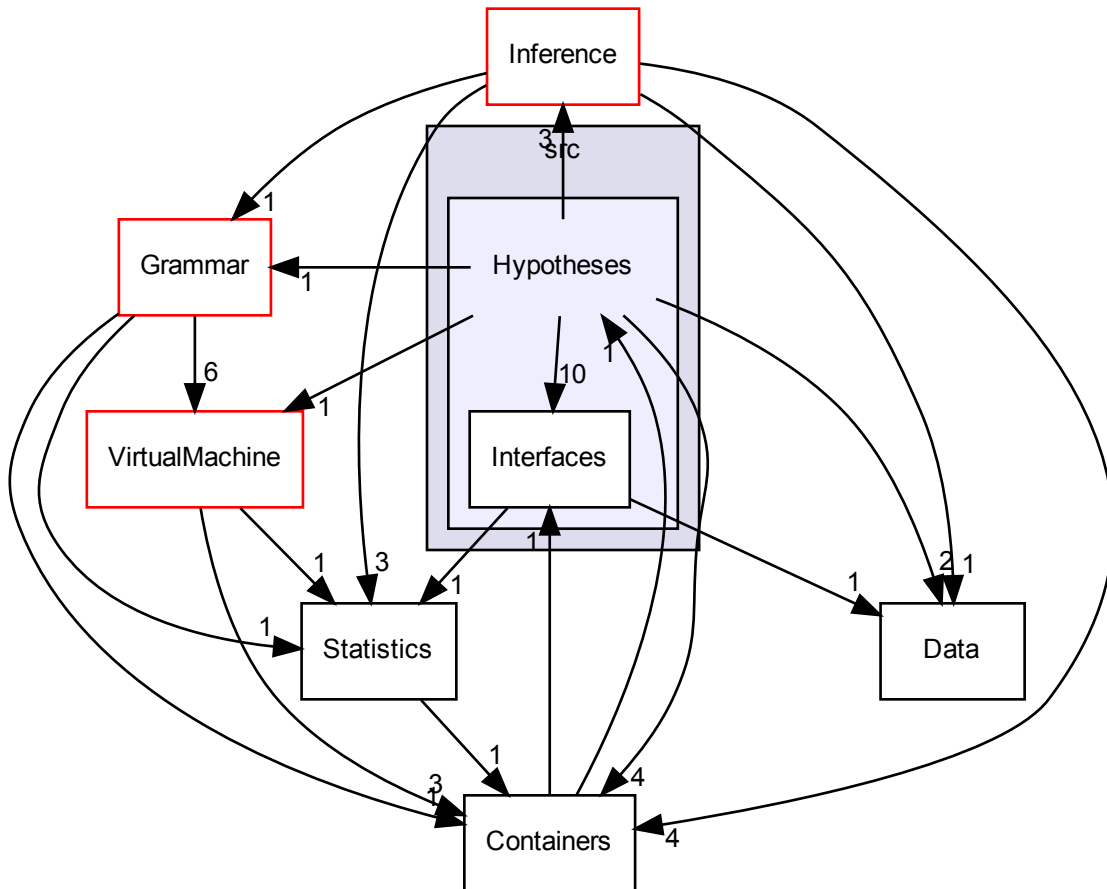 Inference
3
src
1
Grammar
1
Hypotheses
1
6
1
10
VirtualMachine
Interfaces
1
1
3
1
1
2
1
1
Statistics
Data
1
1
3
1
4
4
Containers